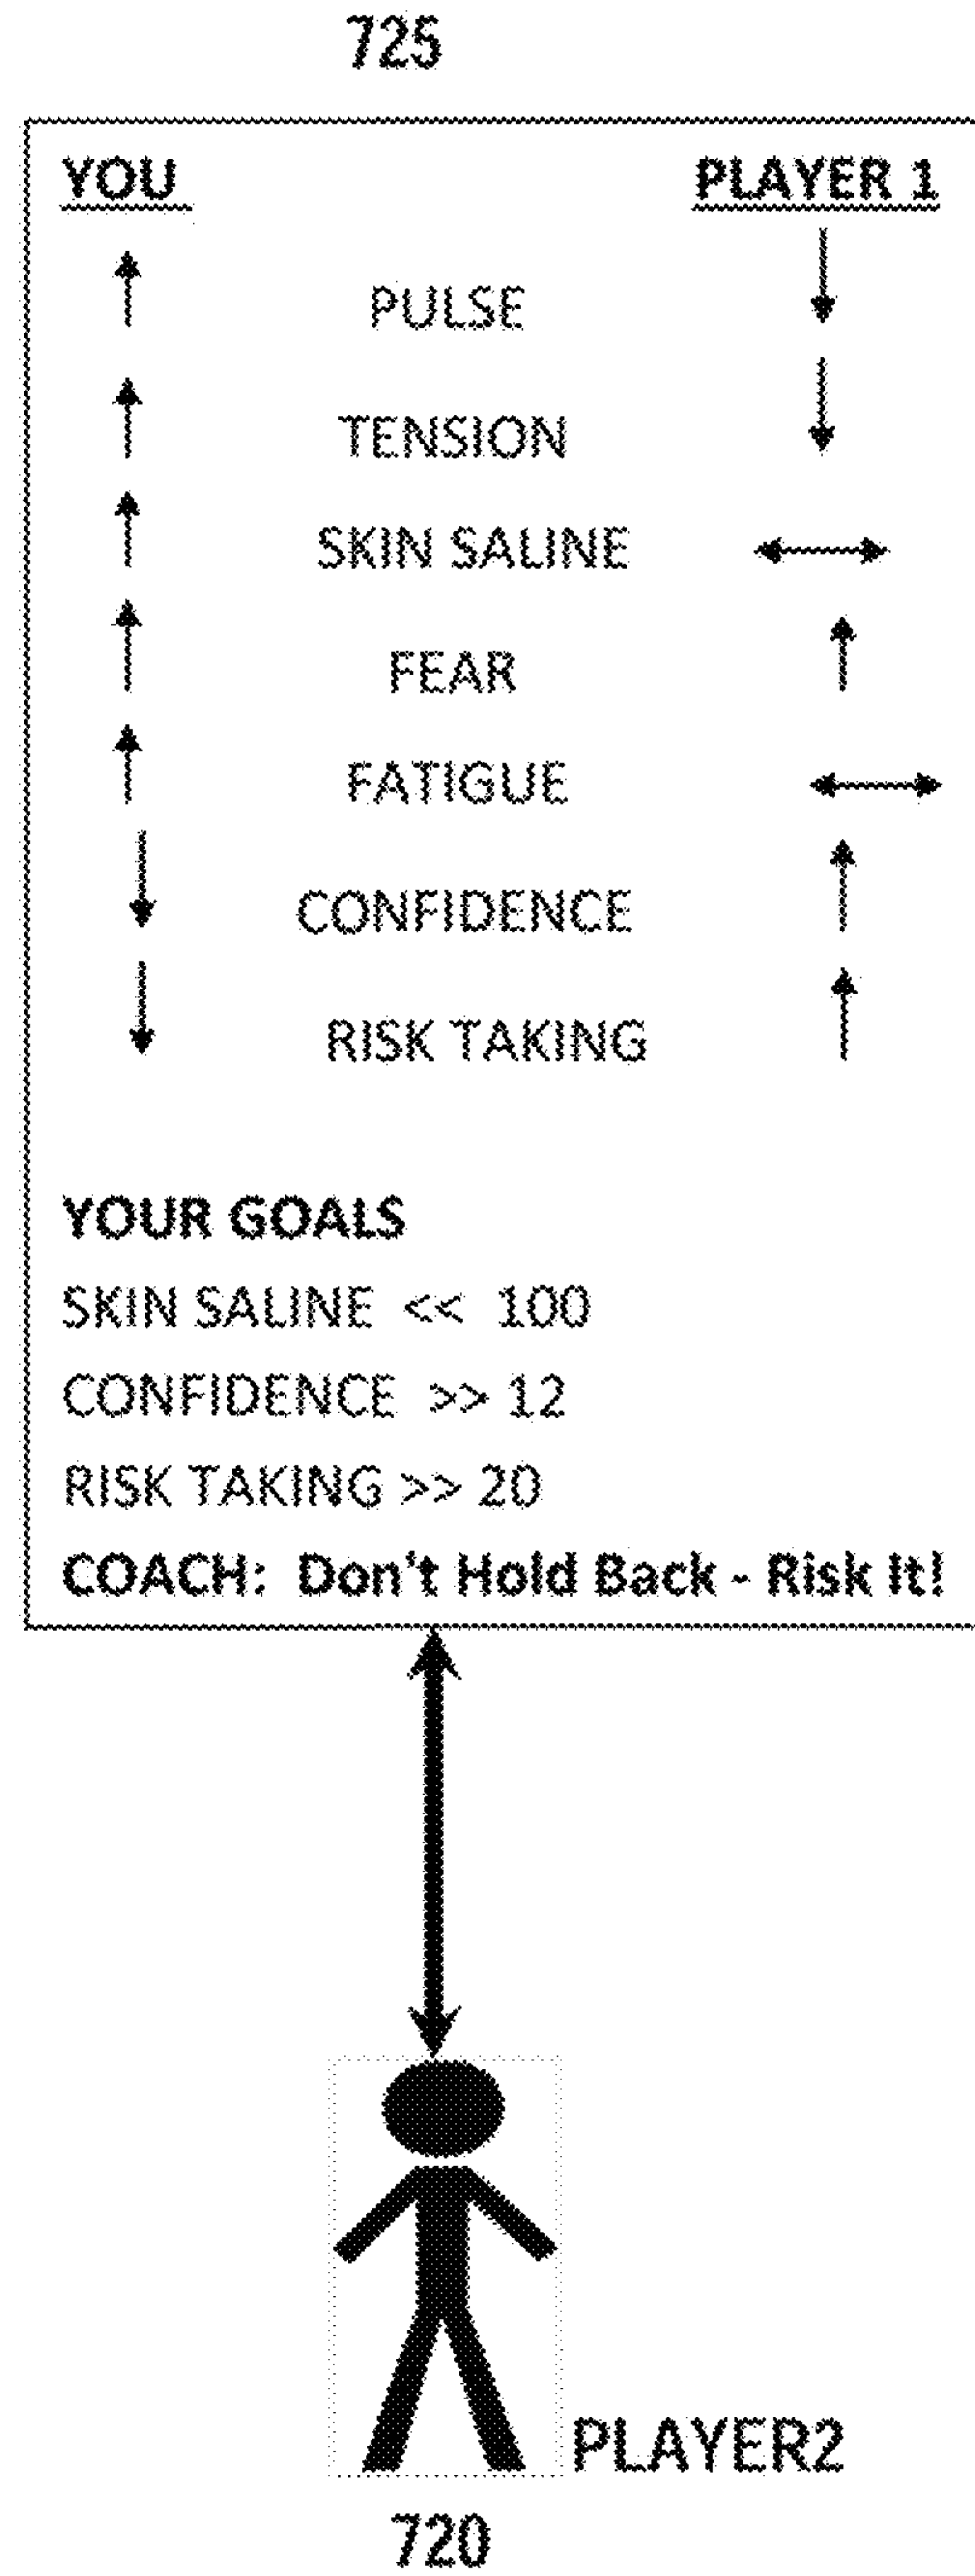 725
YOU PLAYER 1
PULSE
TENSION
SKIN SALINE
FEAR
FATIGUE
CONFIDENCE
RISK TAKING
YOUR GOALS
SKIN SALINE << 100
CONFIDENCE >> 12
RISK TAKING >> 20
COACH: Don't Hold Back - Risk It!
PLAYER2
720